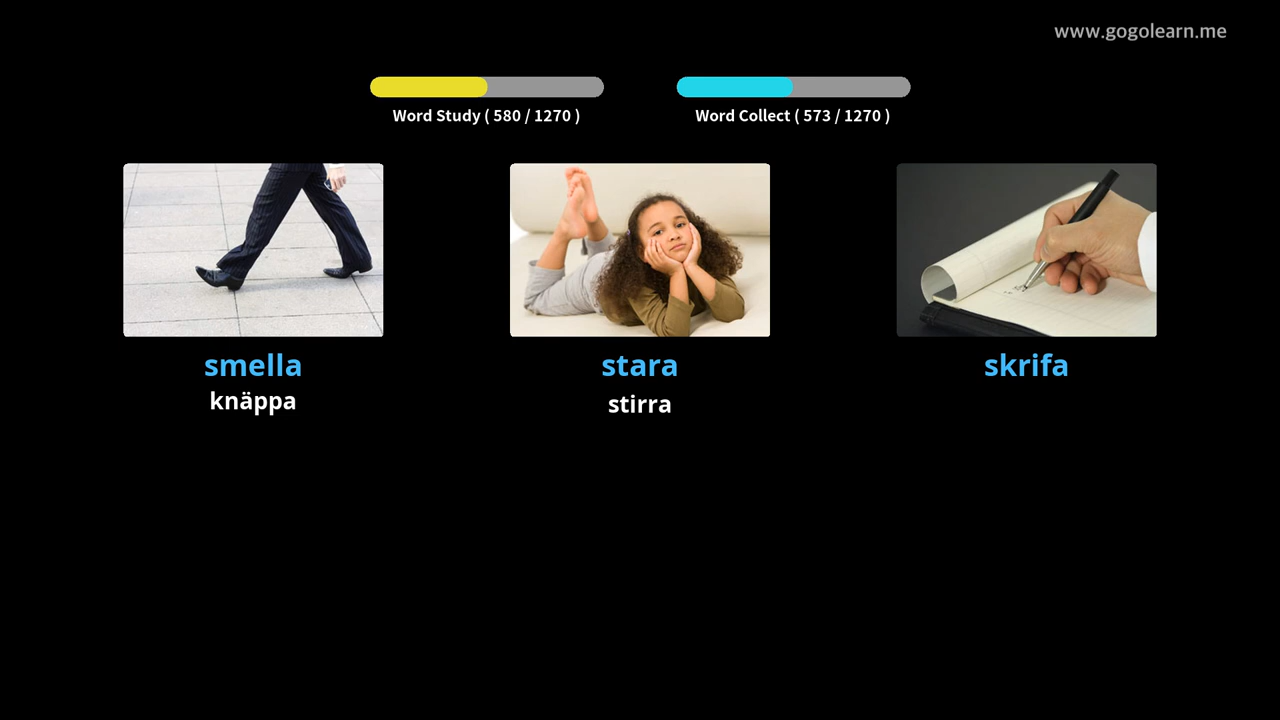 www.gogolearn.me
Word Study ( 580 / 1270 )
Word Collect ( 573 / 1270 )
smella
knäppa
stara
stirra
skrifa